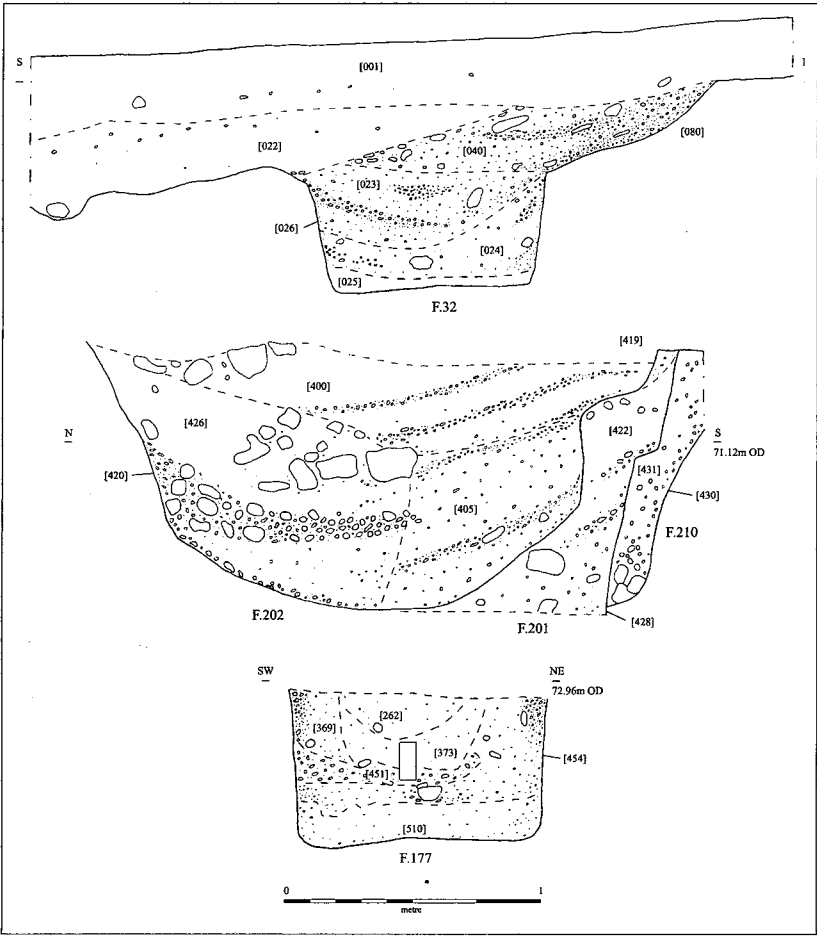 S
[001]
[022]
[040]
[080]
[023]
[026]
[024]
[025]
F.32
[419]
[400]
[426]
N
[422]
S
71.12m OD
[420]
[431]
[405]
[430]
F.210
F.202
F.201
[428]
SW
NE
72.96m OD
[262]
[369]
[373]
[451]
[454]
[510]
F.177
0
1
metre